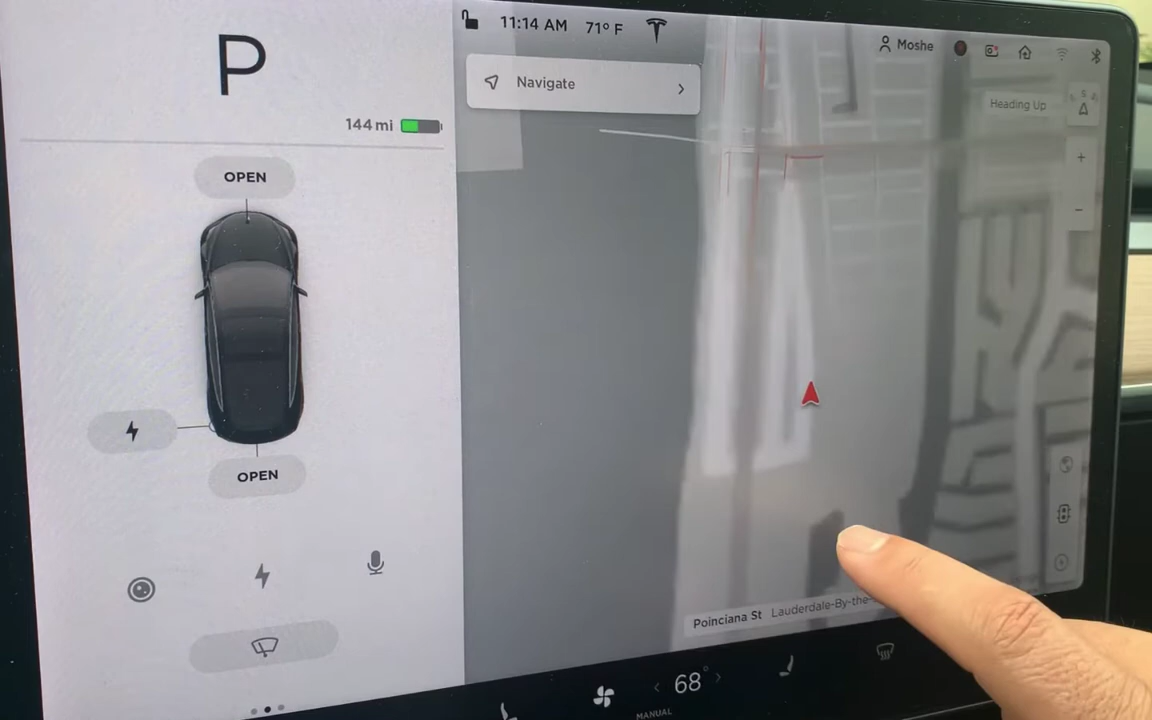 P
144 mi
OPEN
OPEN
11:14 AM 71° F
Moshe
Navigate
Heading Up
Poinciana St Lauderdale-By-the-
68°
MANUAL